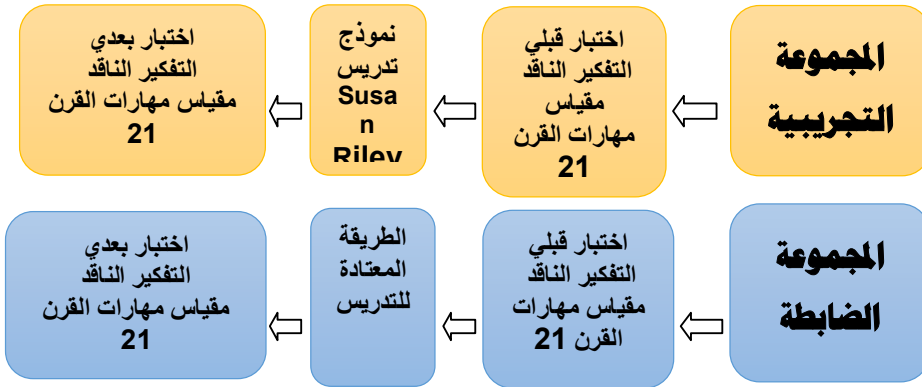 المجموعة
التجريبية
اختبار قبلي
التفكير الناقد
مقياس
مهارات القرن
21
نموذج
تدريس
Susa
n
Riley
اختبار بعدي
التفكير الناقد
مقياس مهارات القرن
21
المجموعة
الضابطة
اختبار قبلي
التفكير الناقد
مقياس مهارات
القرن 21
الطريقة
المعتادة
للتدريس
اختبار بعدي
التفكير الناقد
مقياس مهارات القرن
21